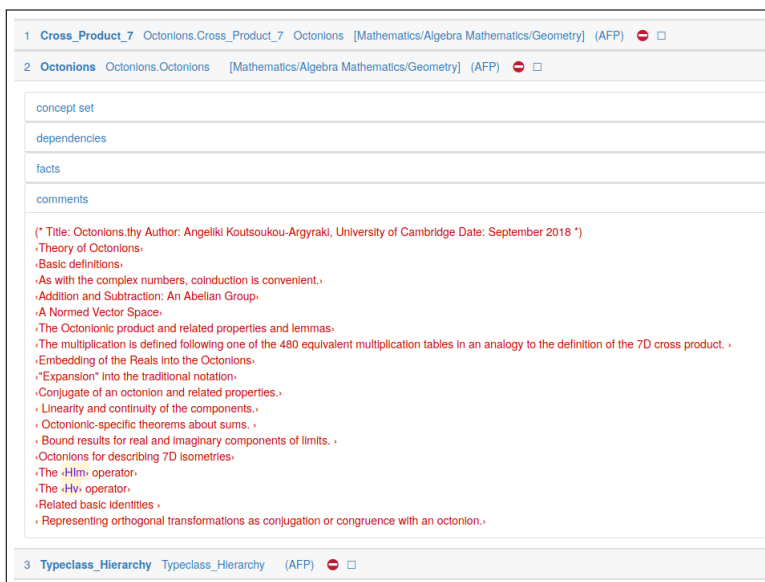 1 Cross_Product_7 Octonions.Cross_Product_7 Octonions [Mathematics/Algebra Mathematics/Geometry] (AFP)
2 Octonions Octonions.Octonions [Mathematics/Algebra Mathematics/Geometry] (AFP)
concept set
dependencies
facts
comments
(* Title: Octonions.thy Author: Angeliki Koutsoukou-Argyraki, University of Cambridge Date: September 2018 *)
‹Theory of Octonions›
‹Basic definitions›
‹As with the complex numbers, coinduction is convenient.›
‹Addition and Subtraction: An Abelian Group›
‹A Normed Vector Space›
‹The Octonionic product and related properties and lemmas›
‹The multiplication is defined following one of the 480 equivalent multiplication tables in an analogy to the definition of the 7D cross product. ›
‹Embedding of the Reals into the Octonions›
‹"Expansion" into the traditional notation›
‹Conjugate of an octonion and related properties.›
‹ Linearity and continuity of the components.›
‹ Octonionic-specific theorems about sums. ›
‹ Bound results for real and imaginary components of limits. ›
‹Octonions for describing 7D isometries›
‹The ‹HIm› operator›
‹The ‹Hv› operator›
‹Related basic identities ›
‹ Representing orthogonal transformations as conjugation or congruence with an octonion.›
3 Typeclass_Hierarchy Typeclass_Hierarchy (AFP)